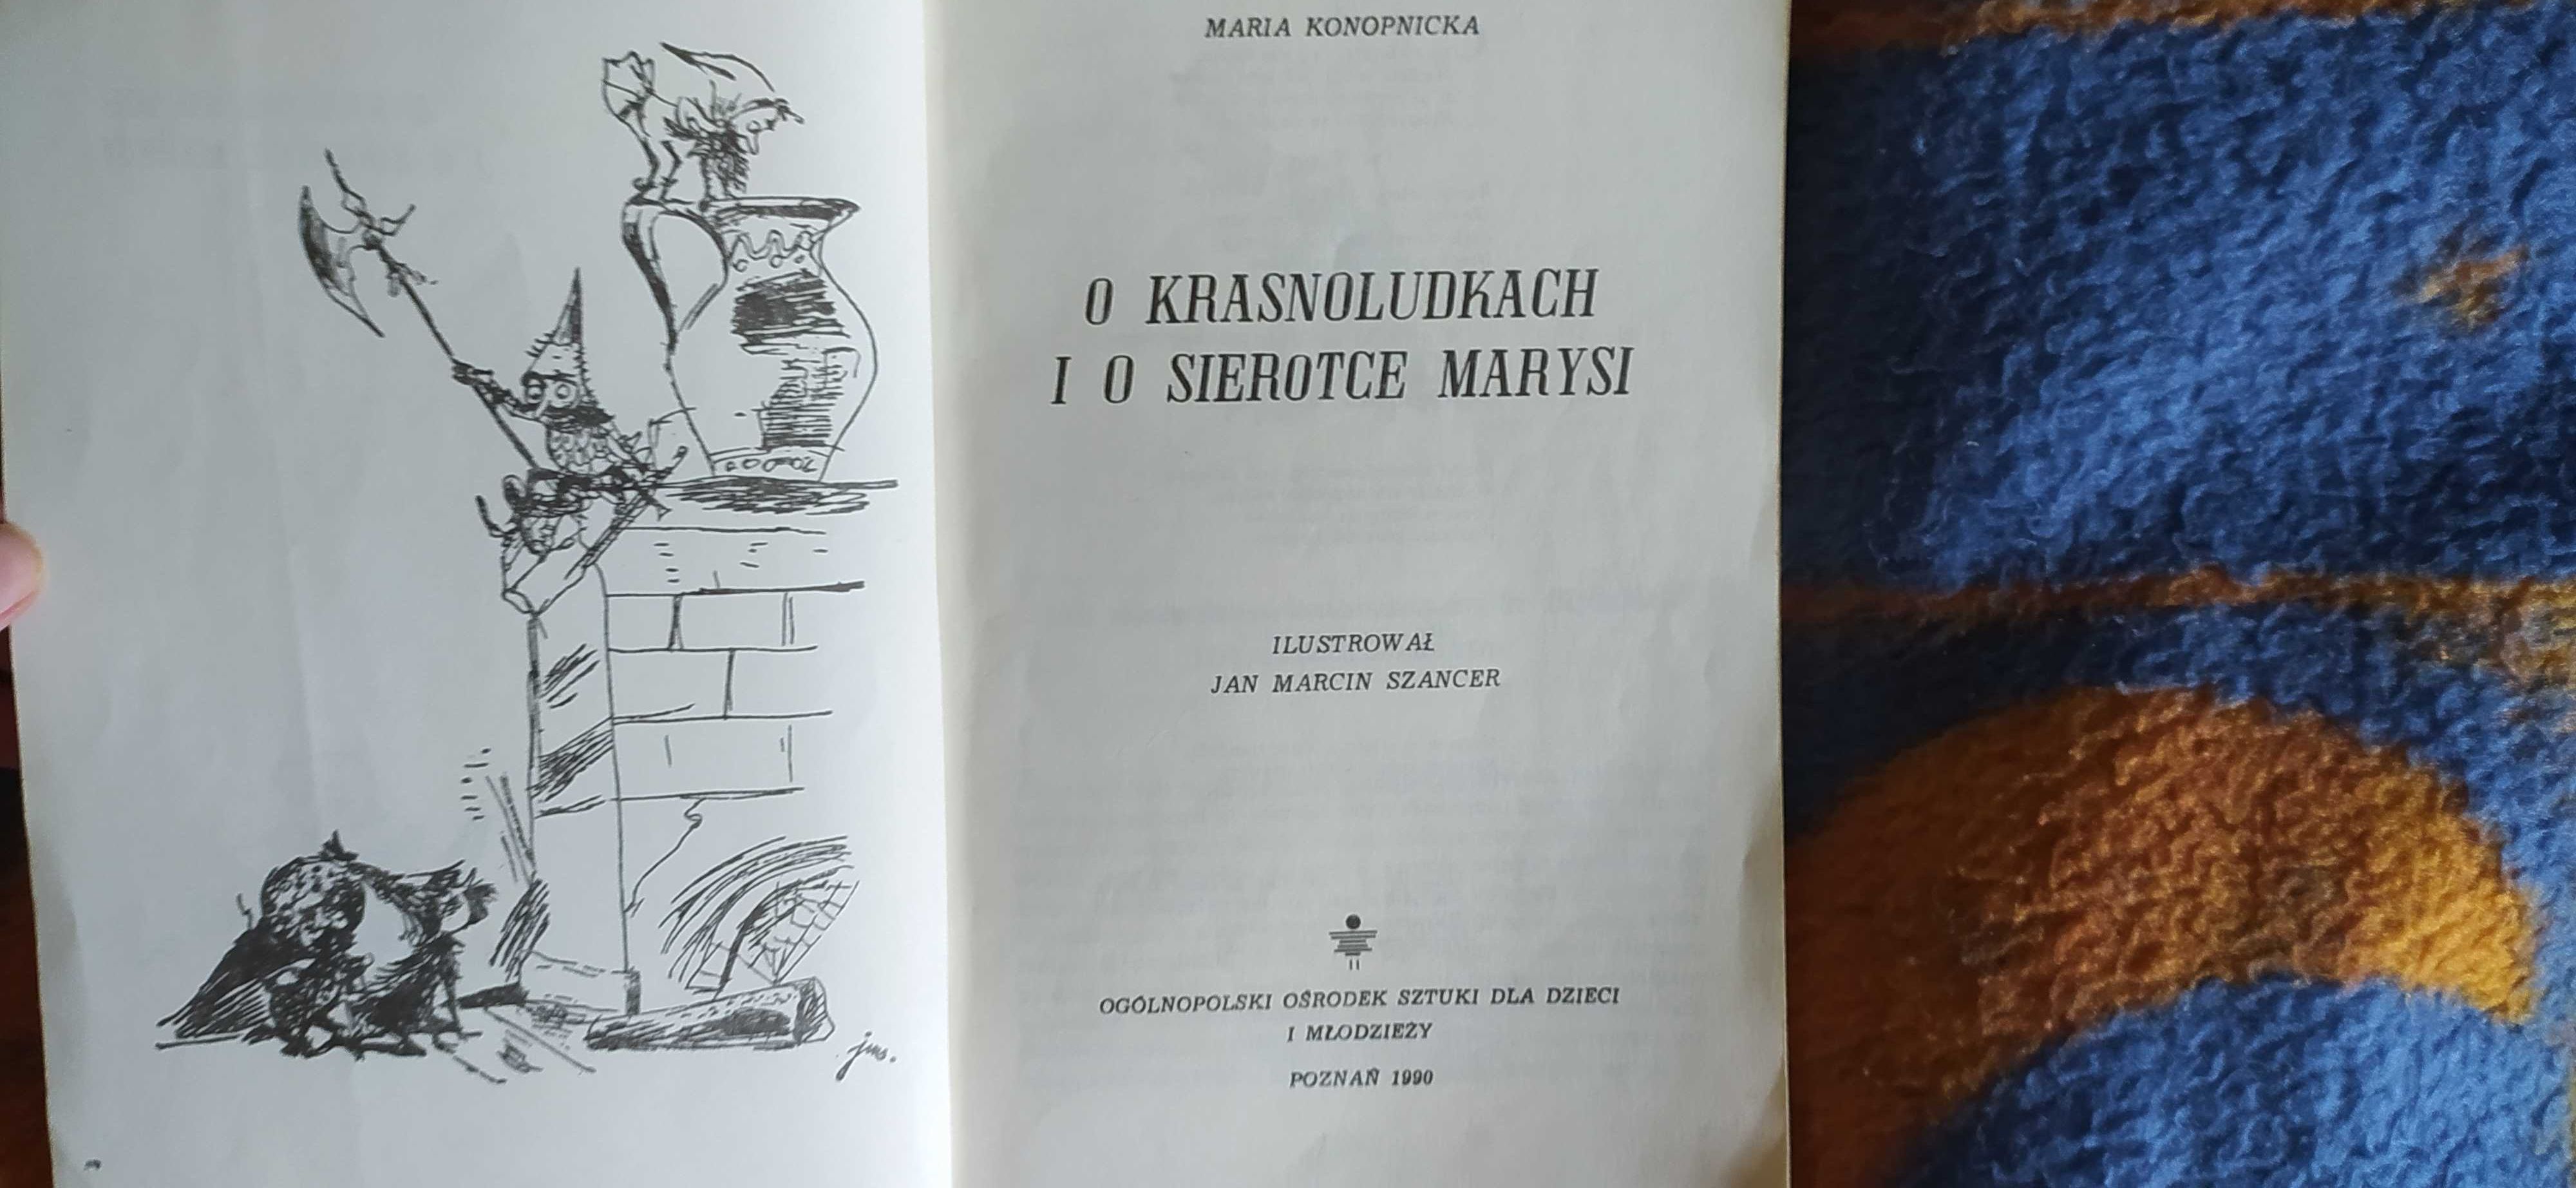 MARIA KONOPNICKA
O KRASNOLUDKACH
I O SIEROTCE MARYSI
ILUSTROWAŁ
JAN MARCIN SZANCER
OGÓLNOPOLSKI OŚRODEK SZTUKI DLA DZIECI
I MŁODZIEŻY
POZNAŃ 1990
jms.